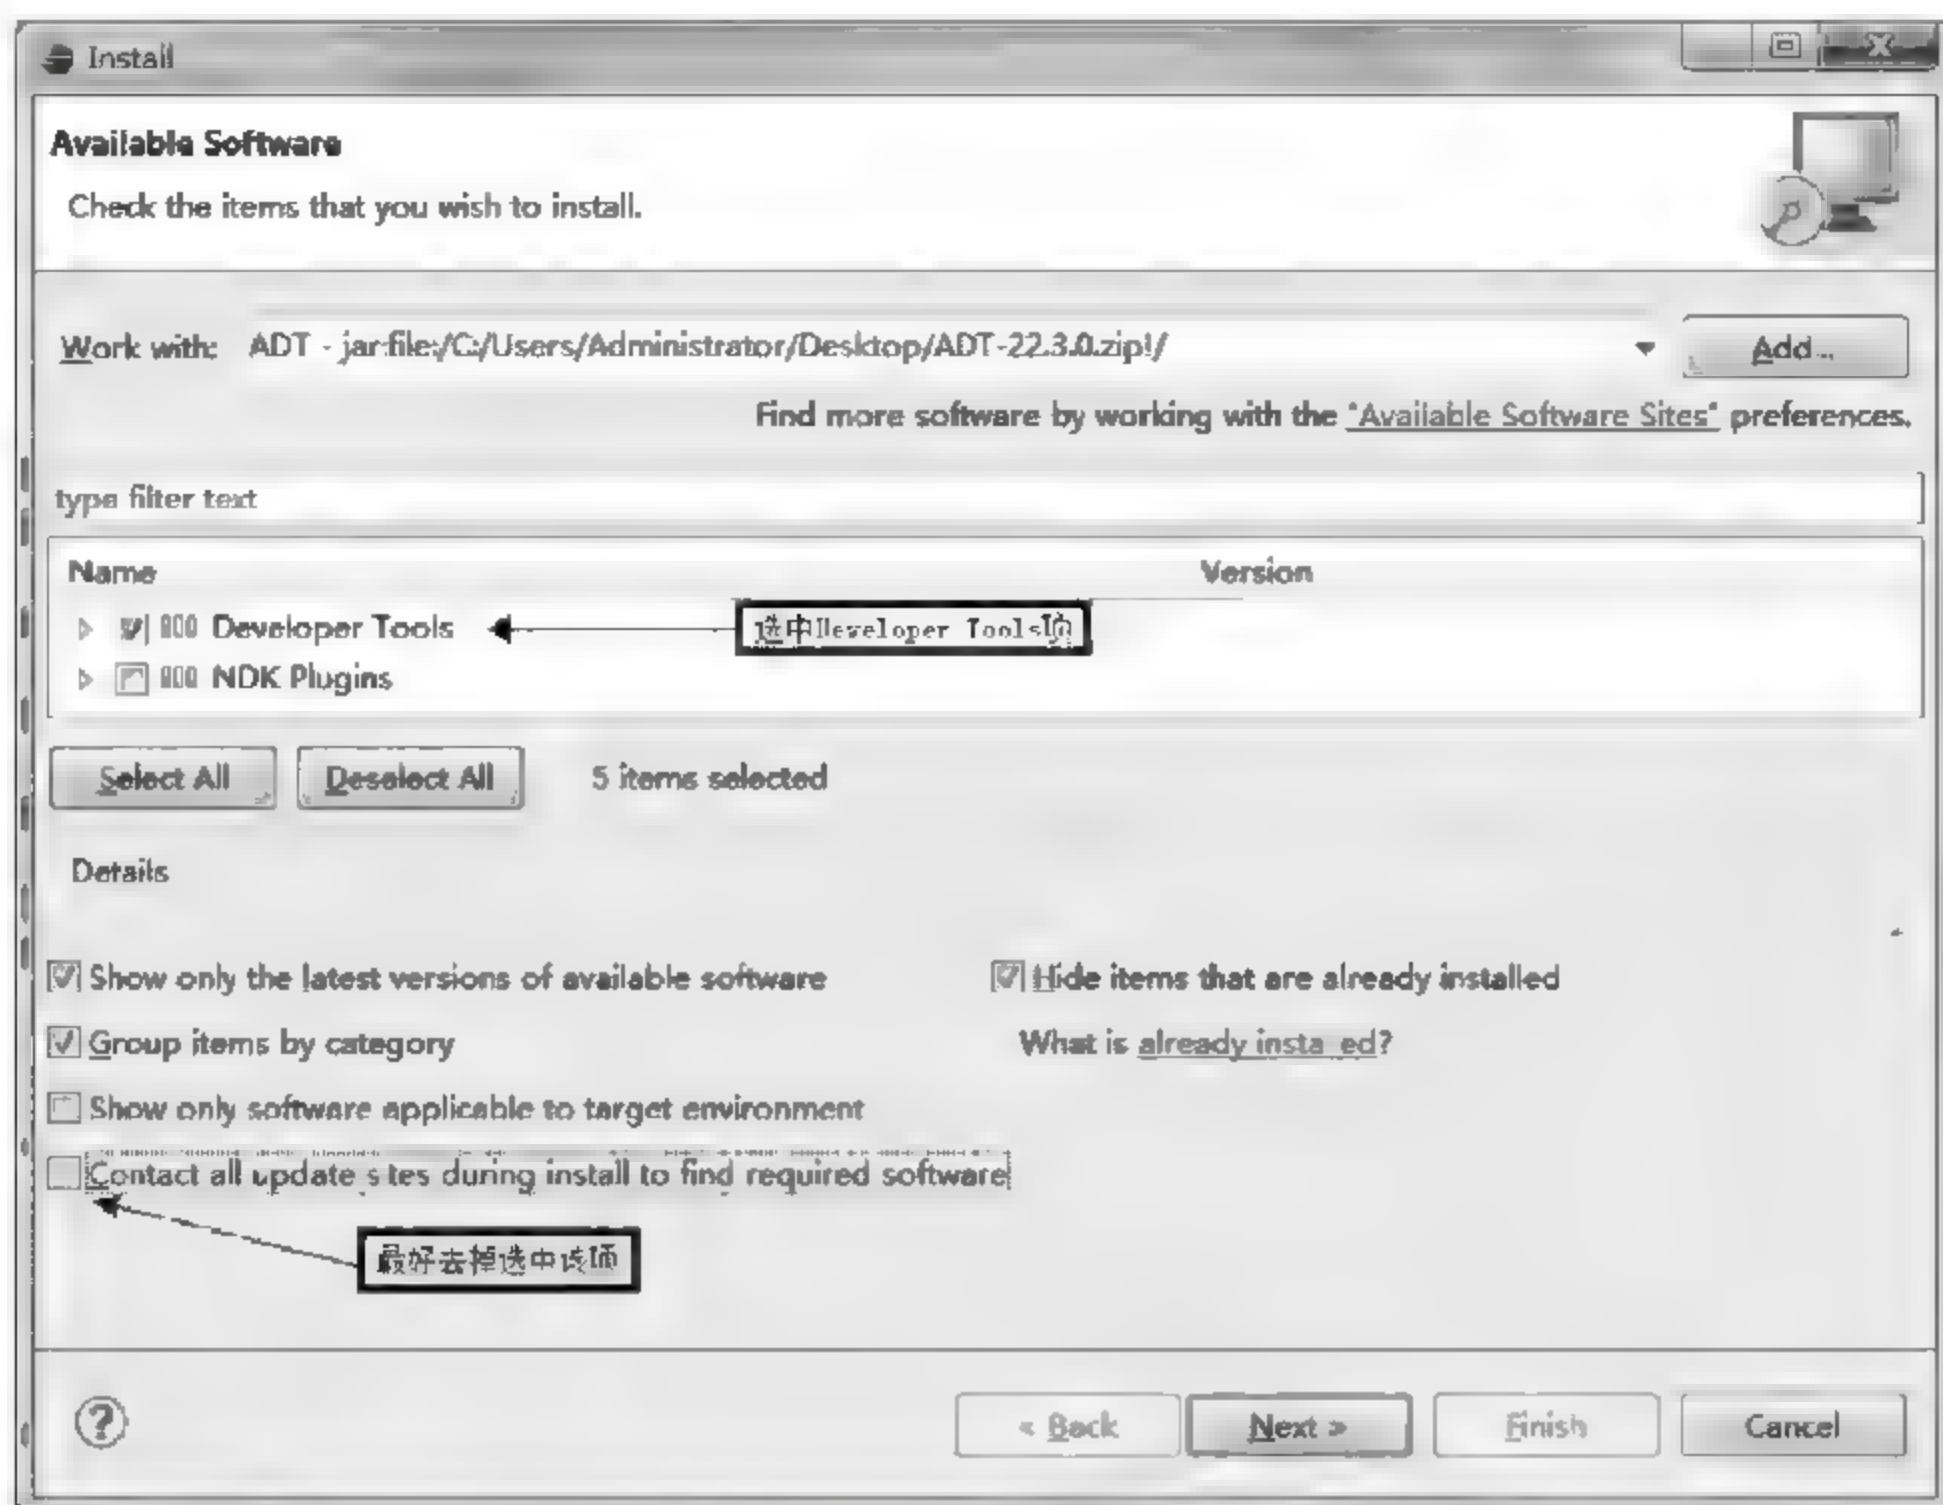 Install
Available Software
Check the items that you wish to install.
Work with: ADT - jar:file:/C:/Users/Administrator/Desktop/ADT-22.3.0.zip!/ Add...
Find more software by working with the "Available Software Sites" preferences.
type filter text
Name Version
Developer Tools 选中Developer Tools项
NDK Plugins
Select All Deselect All 5 items selected
Details
Show only the latest versions of available software Hide items that are already installed
Group items by category What is already installed?
Show only software applicable to target environment
Contact all update sites during install to find required software
最好去掉选中该项
< Back Next > Finish Cancel